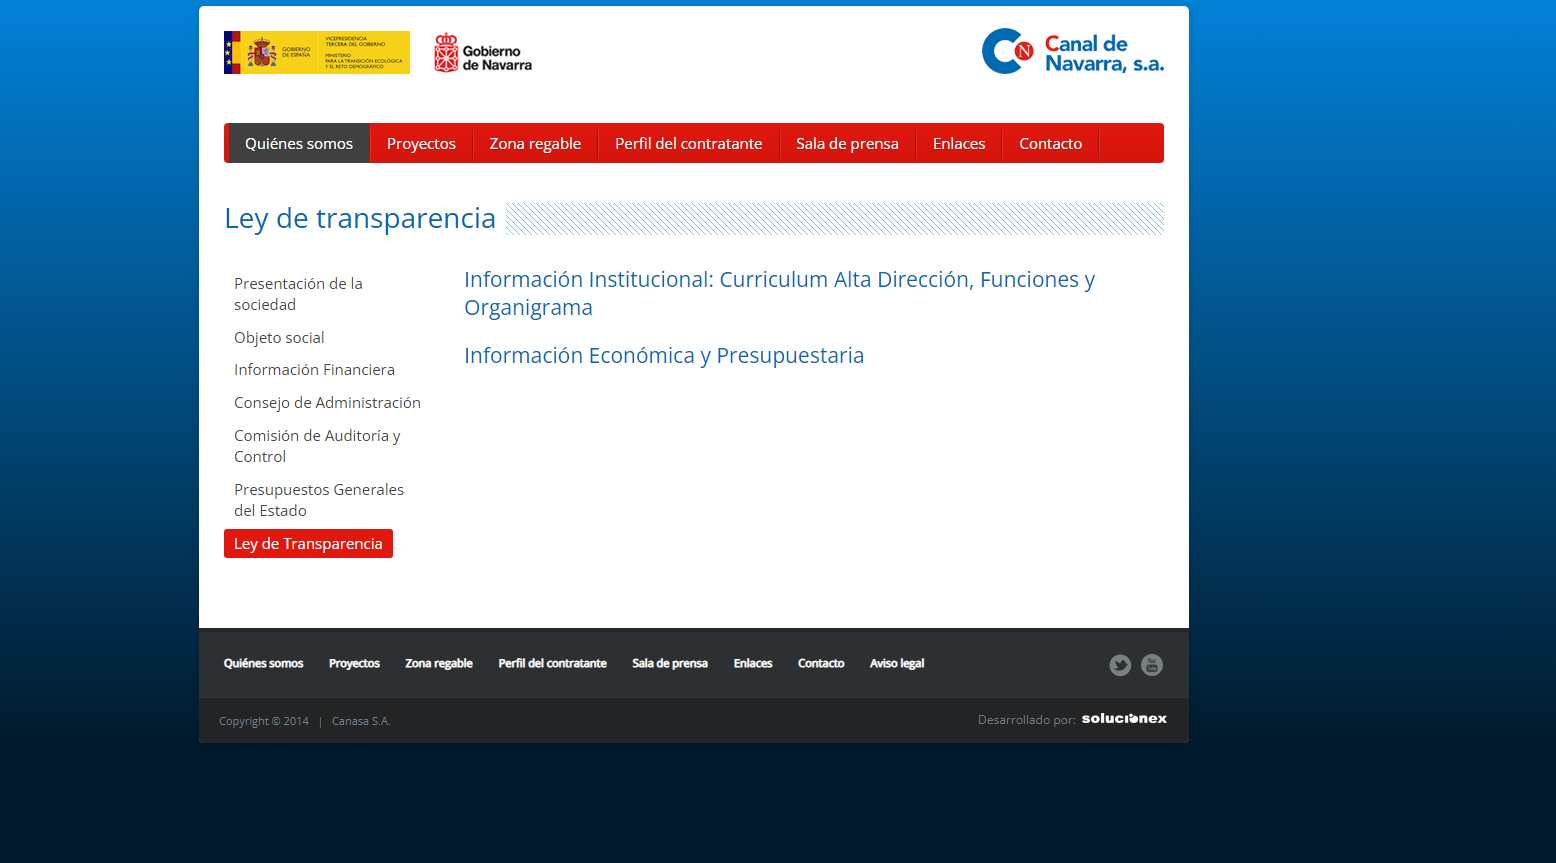 GOBIERNO
DE ESPAÑA
VICEPRESIDENCIA
TERCERA DEL GOBIERNO
MINISTERIO
PARA LA TRANSICIÓN ECOLÓGICA
Y EL RETO DEMOGRÁFICO
Gobierno
de Navarra
CN
Canal de
Navarra, s.a.
Quiénes somos
Proyectos
Zona regable
Perfil del contratante
Sala de prensa
Enlaces
Contacto
Ley de transparencia
Presentación de la
sociedad
Objeto social
Información Financiera
Consejo de Administración
Comisión de Auditoría y
Control
Presupuestos Generales
del Estado
Ley de Transparencia
Información Institucional: Curriculum Alta Dirección, Funciones y
Organigrama
Información Económica y Presupuestaria
Quiénes somos
Proyectos
Zona regable
Perfil del contratante
Sala de prensa
Enlaces
Contacto
Aviso legal
You
Tube
Copyright © 2014 | Canasa S.A.
Desarrollado por: solucionex